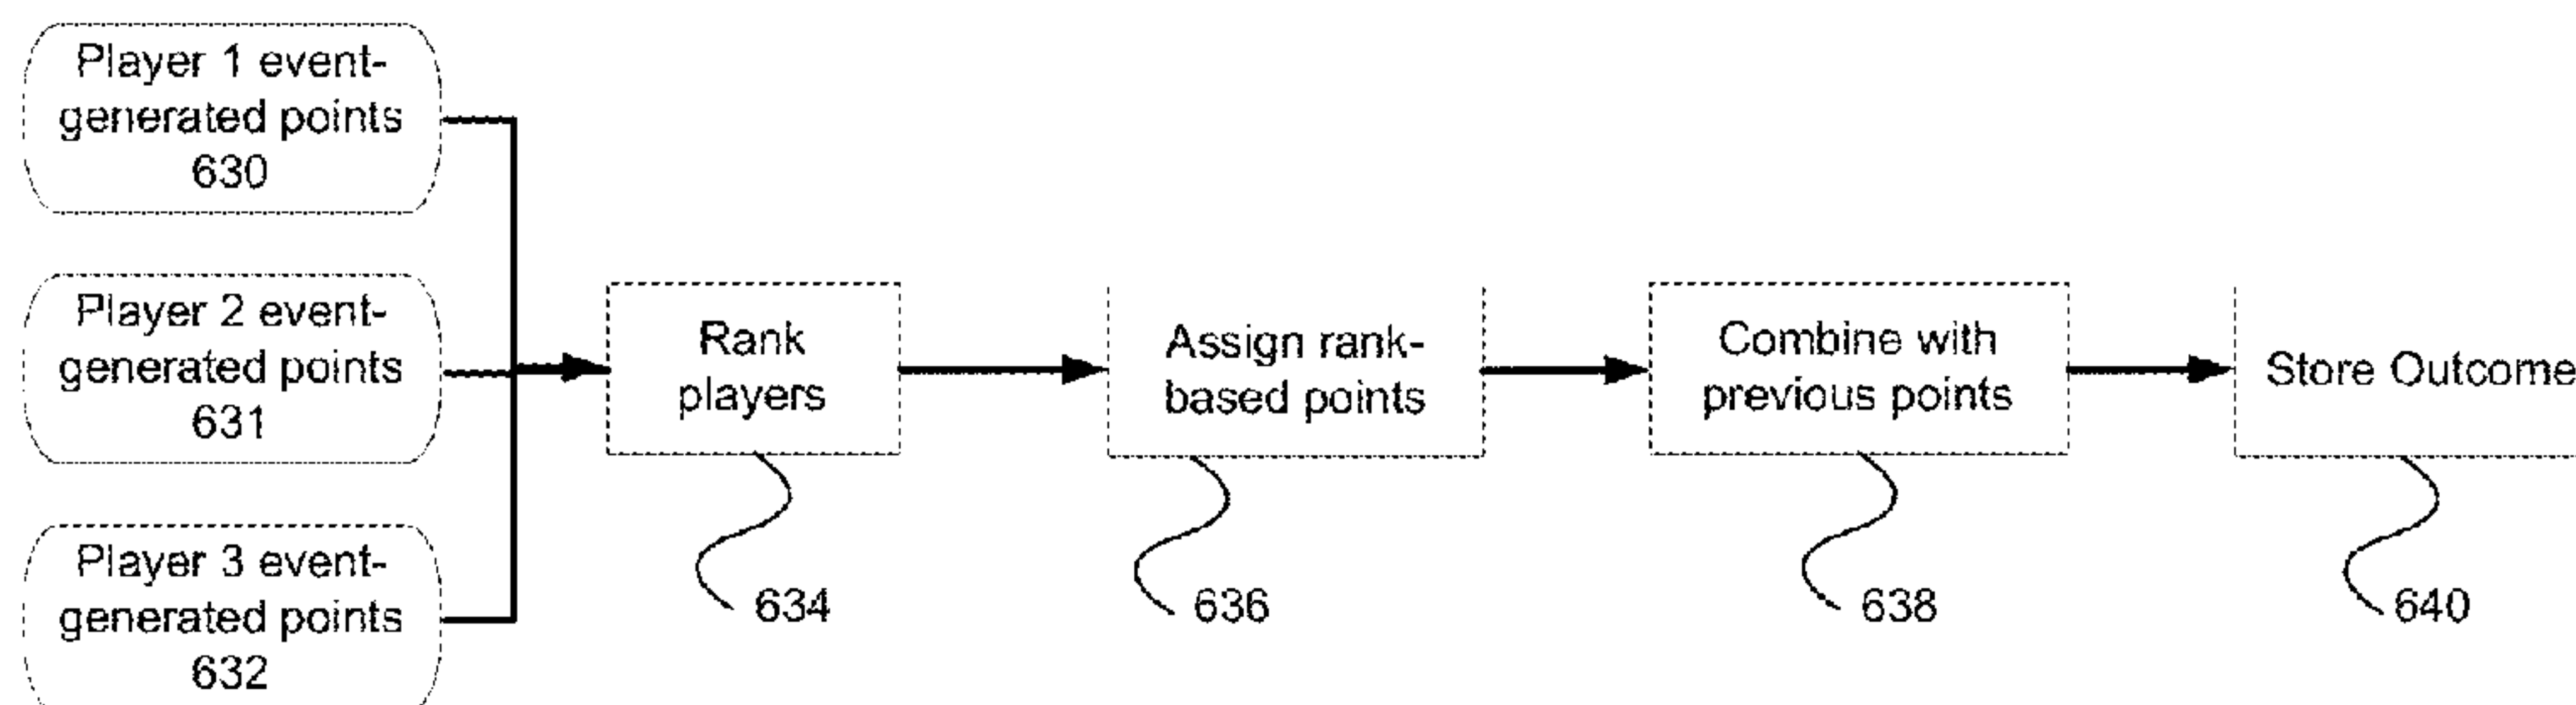 Player 1 event-
generated points
630
Player 2 event-
generated points
631
Player 3 event-
generated points
632
Rank
players
634
Assign rank-
based points
636
Combine with
previous points
638
Store Outcome
640